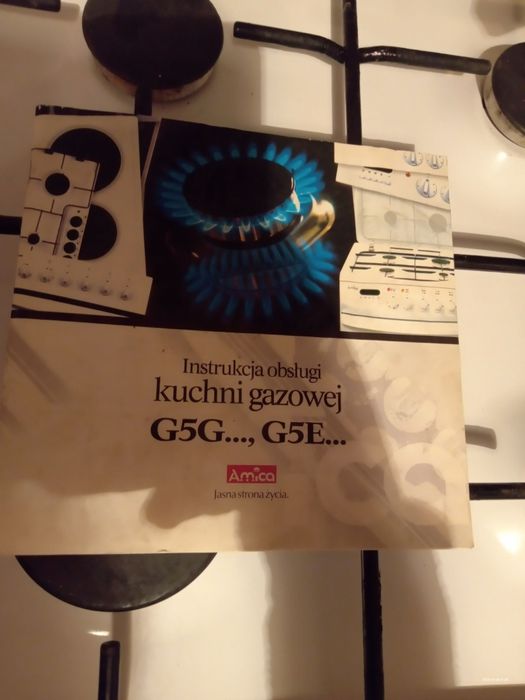 Instrukcja obsługi
kuchni gazowej
G5G..., G5E...
Amica
Jasna strona życia.